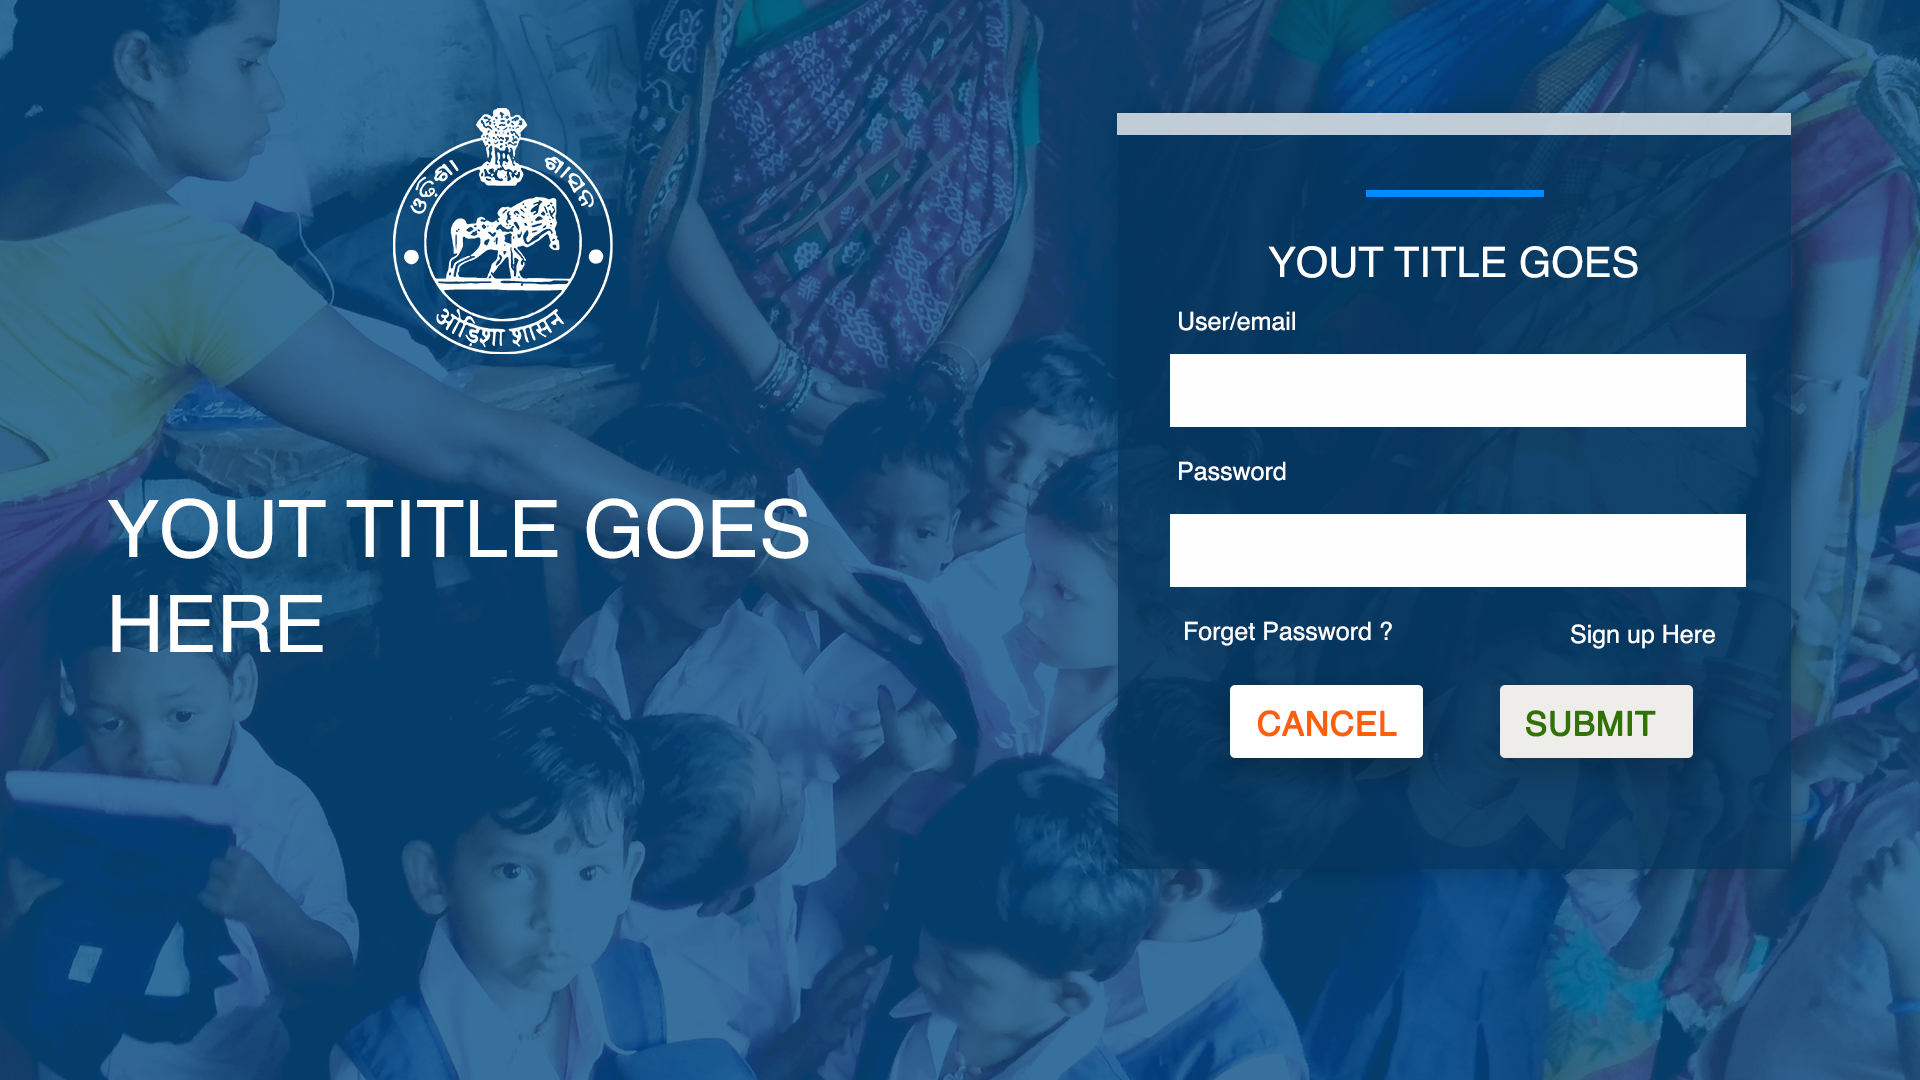 ଓଡ଼ିଶା ଶାସନ
ओड़िशा शासन
YOUT TITLE GOES
HERE
YOUT TITLE GOES
User/email
Password
Forget Password ?
Sign up Here
CANCEL
SUBMIT